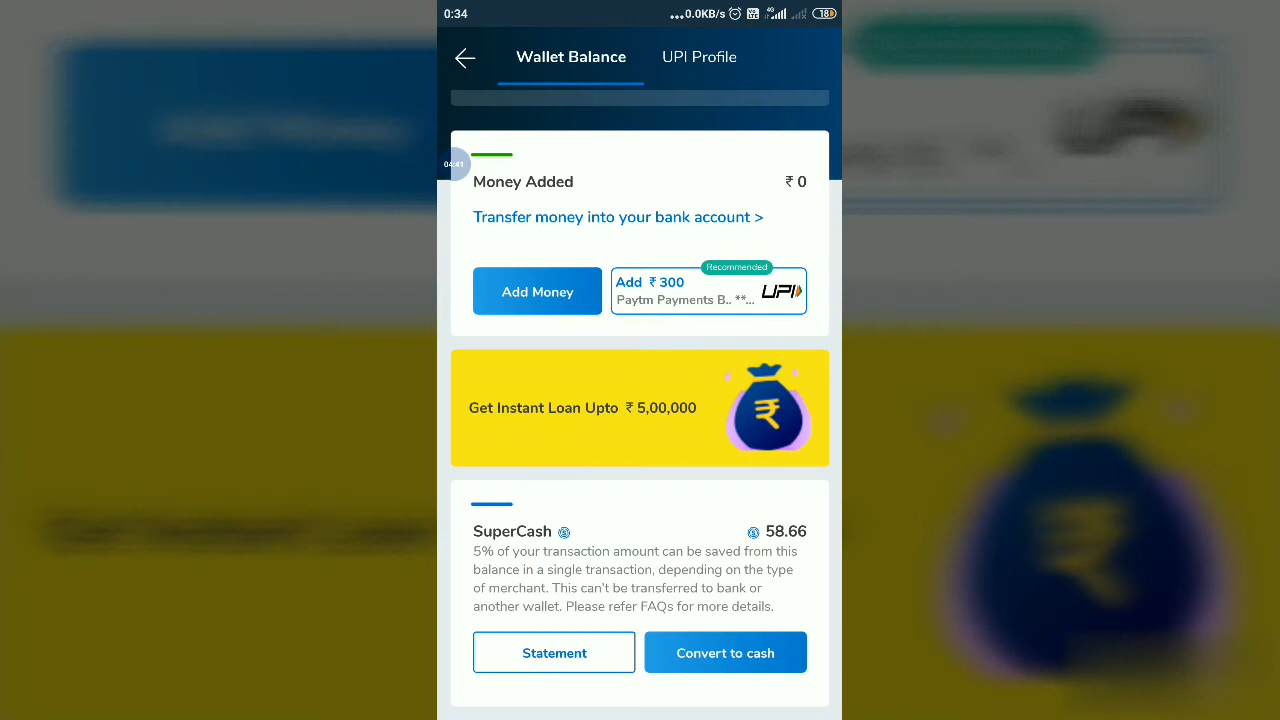 0:34
...0.0KB/s 4G 18
Wallet Balance UPI Profile
04:41
Money Added ₹ 0
Transfer money into your bank account >
Recommended
Add Money
Add ₹ 300
Paytm Payments B.. **...
UPI
Get Instant Loan Upto ₹ 5,00,000
SuperCash 58.66
5% of your transaction amount can be saved from this
balance in a single transaction, depending on the type
of merchant. This can't be transferred to bank or
another wallet. Please refer FAQs for more details.
Statement Convert to cash